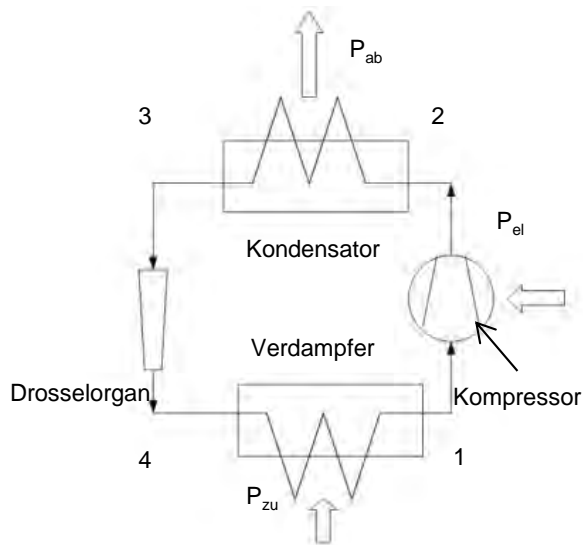 P_ab
3
2
P_el
Kondensator
Verdampfer
Drosselorgan
Kompressor
4
1
P_zu